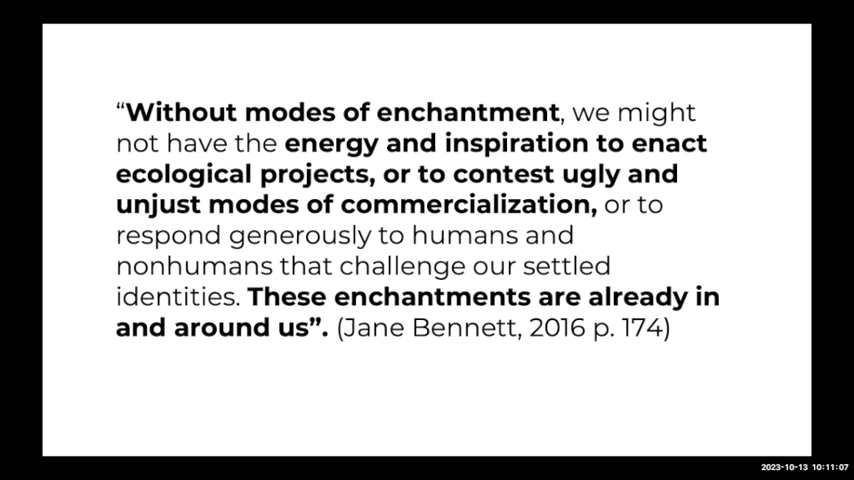 “Without modes of enchantment, we might
not have the energy and inspiration to enact
ecological projects, or to contest ugly and
unjust modes of commercialization, or to
respond generously to humans and
nonhumans that challenge our settled
identities. These enchantments are already in
and around us”. (Jane Bennett, 2016 p. 174)
2023-10-13 10:11:07